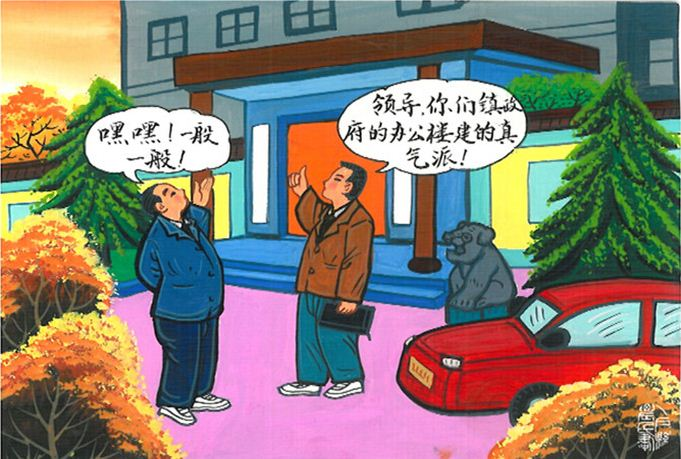 领导、你们镇政
府的办公楼建的真
气派！
嘿嘿！一般
一般！